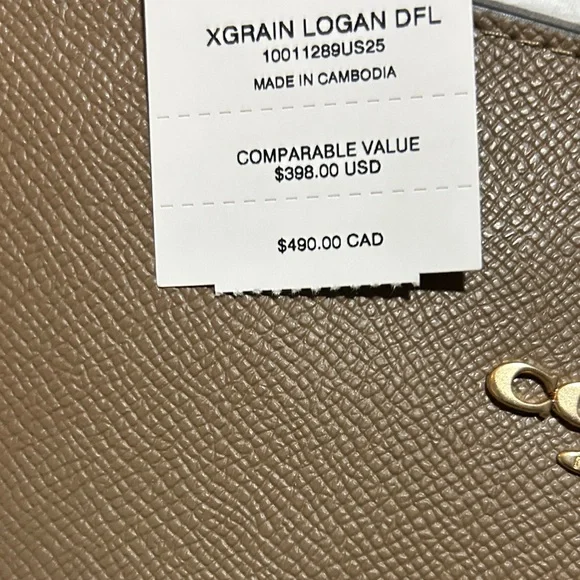 XGRAIN LOGAN DFL
10011289US25
MADE IN CAMBODIA
COMPARABLE VALUE
$398.00 USD
$490.00 CAD